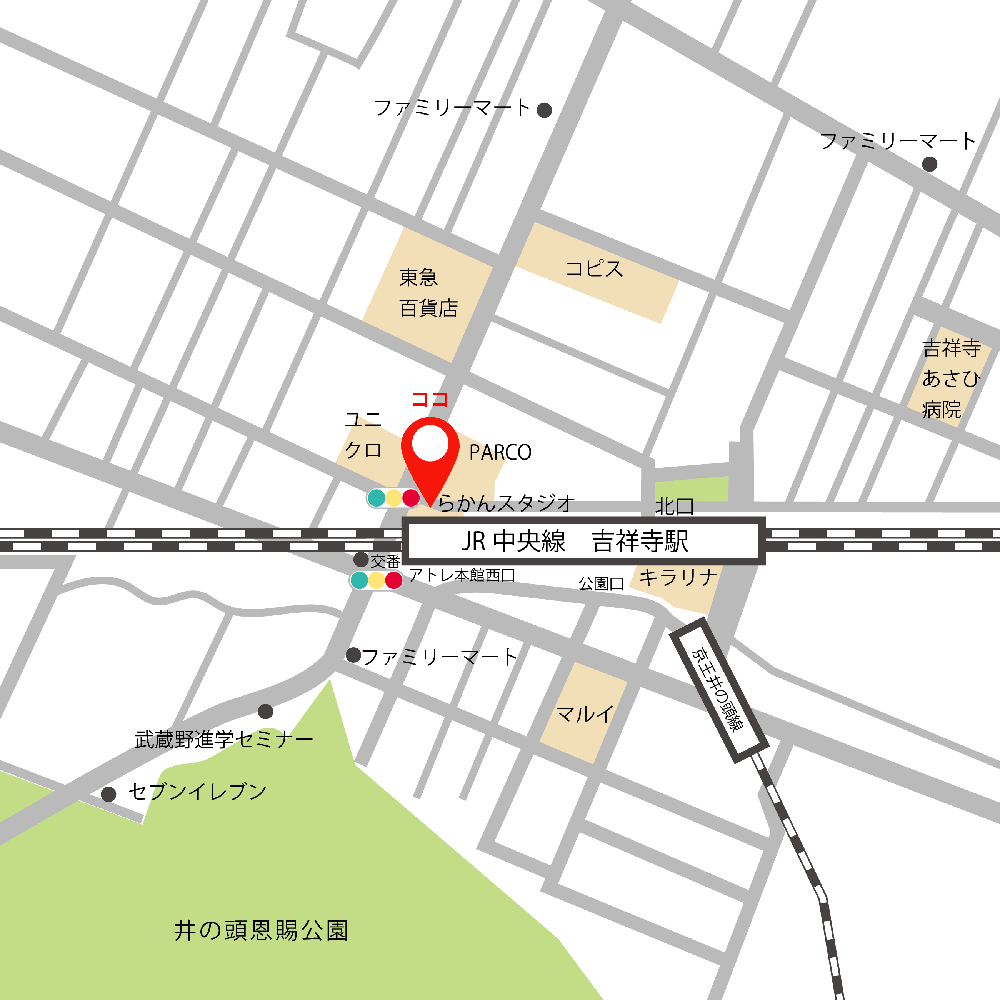 ファミリーマート
ファミリーマート
東急
百貨店
コピス
吉祥寺
あさひ
病院
ココ
ユニ
クロ
PARCO
らかんスタジオ
北口
JR 中央線 吉祥寺駅
交番
アトレ本館西口
公園口
キラリナ
ファミリーマート
京王井の頭線
マルイ
武蔵野進学セミナー
セブンイレブン
井の頭恩賜公園